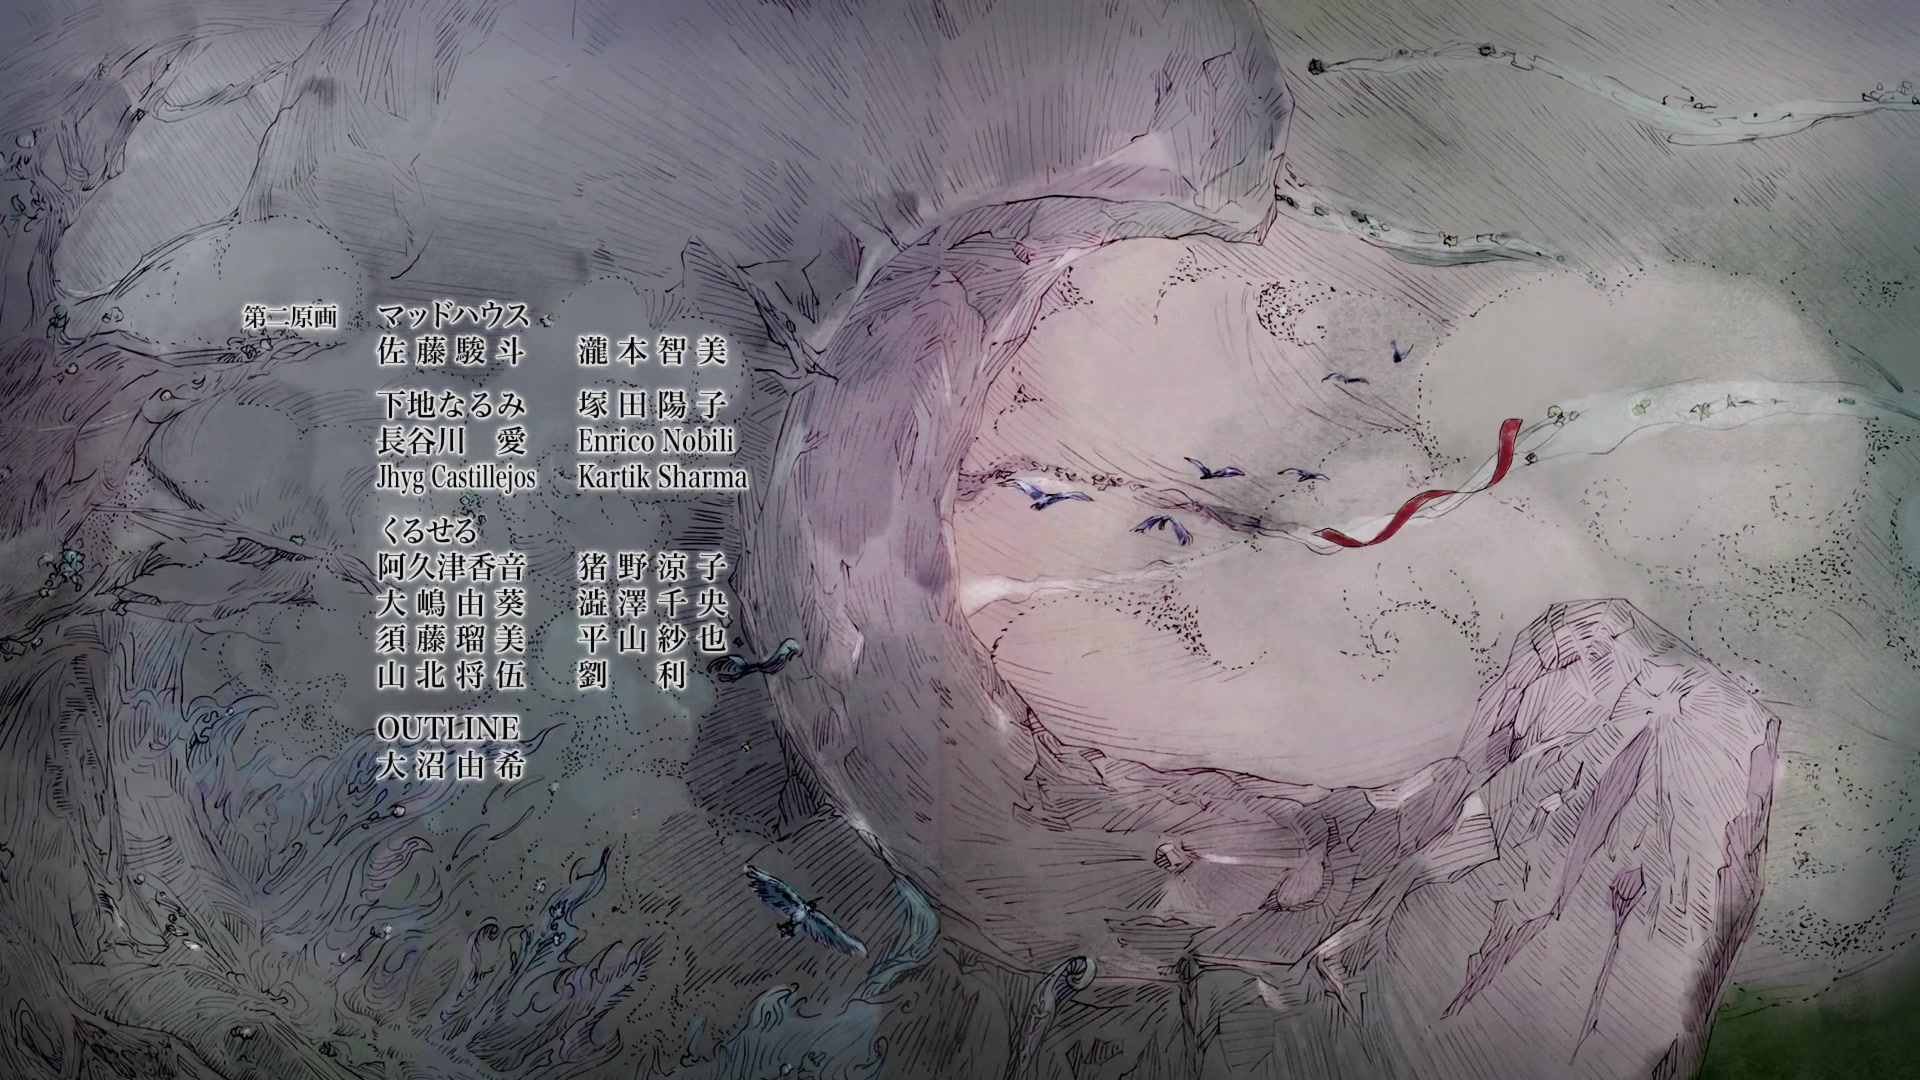 第二原画 マッドハウス
佐藤駿斗 瀧本智美
下地なるみ 塚田陽子
長谷川 愛 Enrico Nobili
Jhyg Castillejos Kartik Sharma
くるせる
阿久津香音 猪野涼子
大嶋由葵 澁澤千央
須藤瑠美 平山紗也
山北将伍 劉 利
OUTLINE
大沼由希